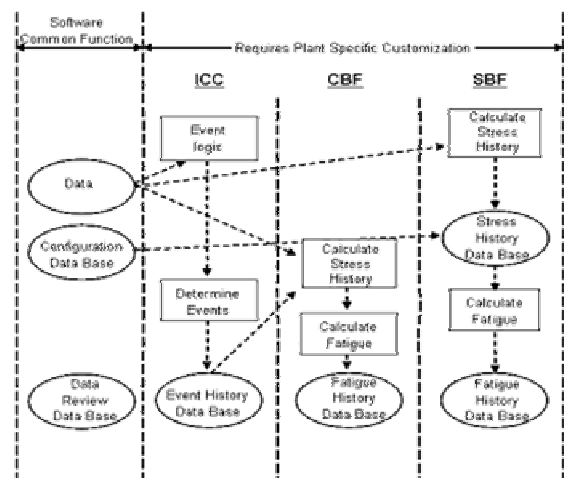 Software
Common Function
Requires Plant Specific Customization
ICC
CBF
SBF
Event
logic
Calculate
Stress
History
Data
Configuration
Data Base
Calculate
Stress
History
Stress
History
Data Base
Determine
Events
Calculate
Fatigue
Calculate
Fatigue
Data
Review
Data Base
Event History
Data Base
Fatigue
History
Data Base
Fatigue
History
Data Base